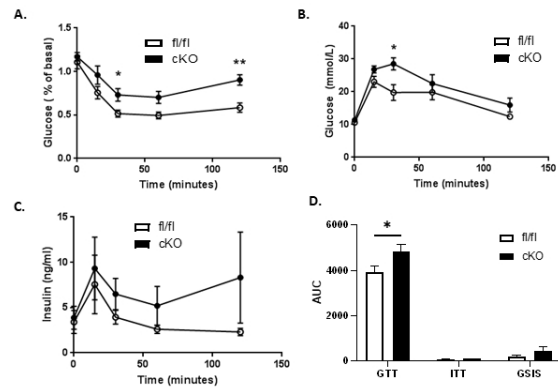 A.
Glucose ( % of basal)
1.5
1.0
0.5
0.0
fl/fl
cKO
*
**
0
50
100
150
Time (minutes)
B.
Glucose (mmol/L)
40
30
20
10
0
fl/fl
cKO
*
0
50
100
150
Time (minutes)
C.
Insulin (ng/ml)
15
10
5
0
fl/fl
cKO
0
50
100
150
Time (minutes)
D.
AUC
6000
4000
2000
0
fl/fl
cKO
*
GTT
ITT
GSIS